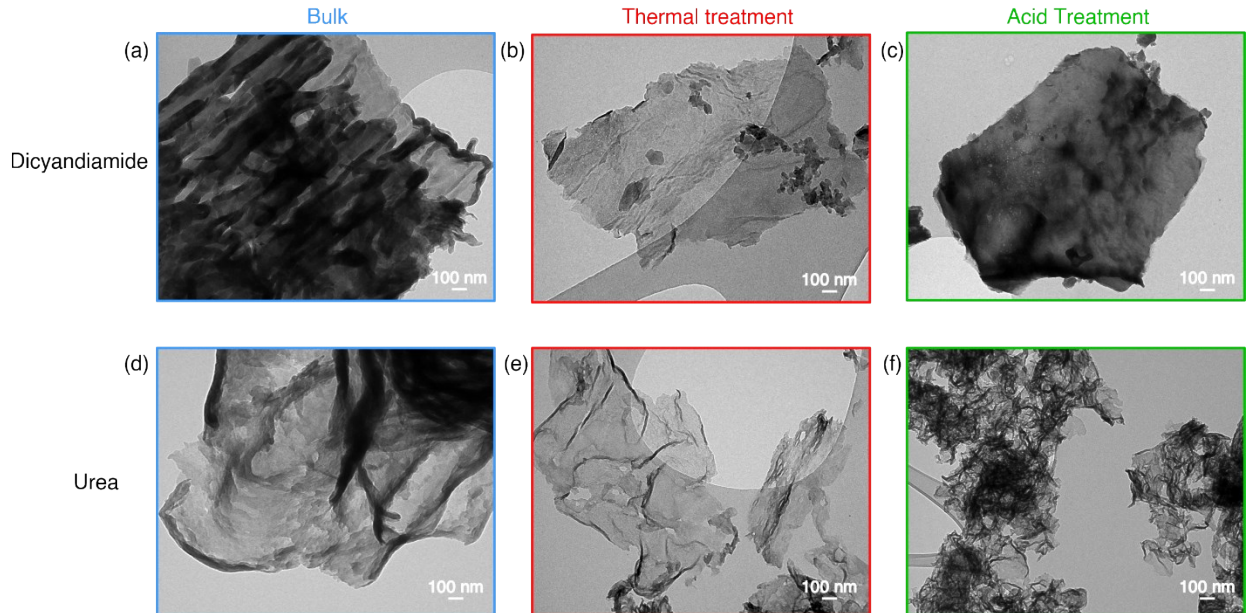 Bulk
Thermal treatment
Acid Treatment
(a)
(b)
(c)
Dicyandiamide
100 nm
100 nm
100 nm
(d)
(e)
(f)
Urea
100 nm
100 nm
100 nm